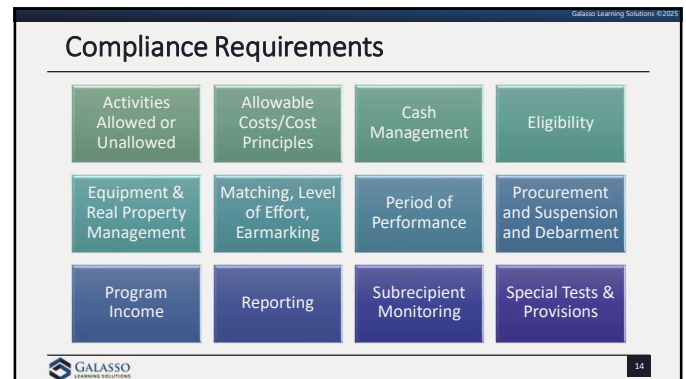 Galasso Learning Solutions ©2025
Compliance Requirements
Activities
Allowed or
Unallowed
Allowable
Costs/Cost
Principles
Cash
Management
Eligibility
Equipment &
Real Property
Management
Matching, Level
of Effort,
Earmarking
Period of
Performance
Procurement
and Suspension
and Debarment
Program
Income
Reporting
Subrecipient
Monitoring
Special Tests &
Provisions
GALASSO
LEARNING SOLUTIONS
14